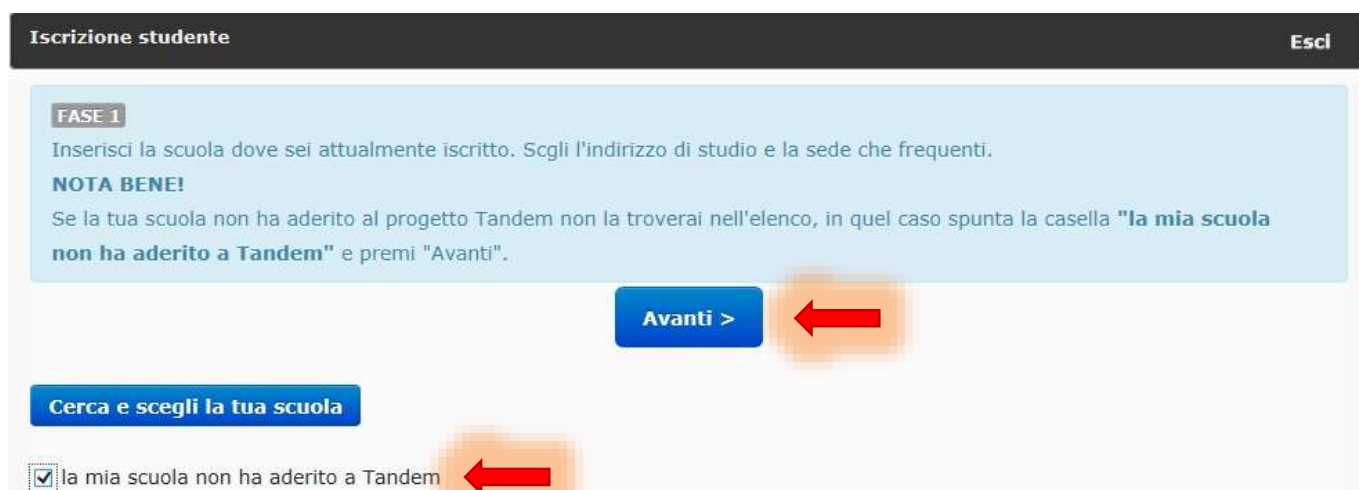 Iscrizione studente Esci
FASE 1
Inserisci la scuola dove sei attualmente iscritto. Scgli l'indirizzo di studio e la sede che frequenti.
NOTA BENE!
Se la tua scuola non ha aderito al progetto Tandem non la troverai nell'elenco, in quel caso spunta la casella "la mia scuola
non ha aderito a Tandem" e premi "Avanti".
Avanti >
Cerca e scegli la tua scuola
la mia scuola non ha aderito a Tandem